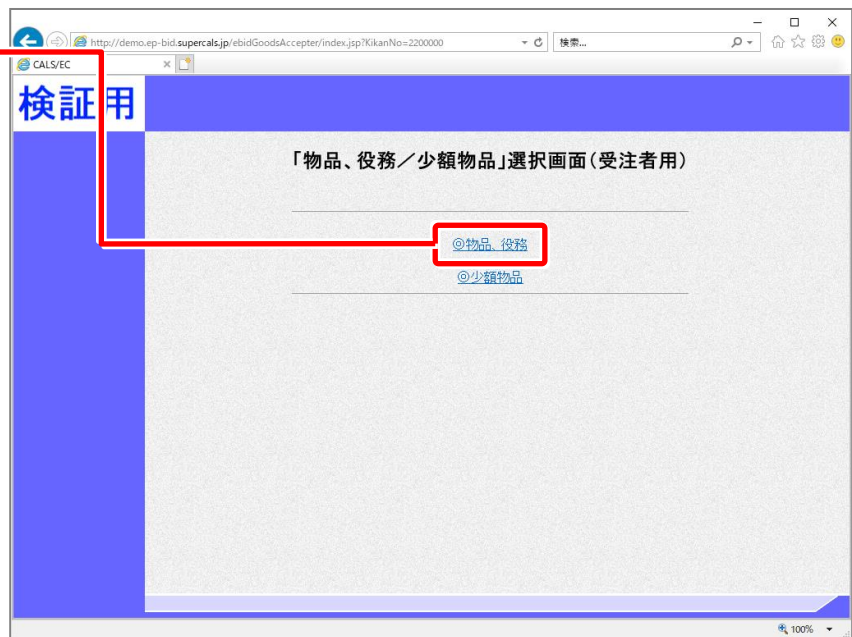 http://demo.ep-bid.supercals.jp/ebidGoodsAccepter/index.jsp?KikanNo=2200000
検索...
CALS/EC
検証用
「物品、役務／少額物品」選択画面（受注者用）
◎物品、役務
◎少額物品
100%